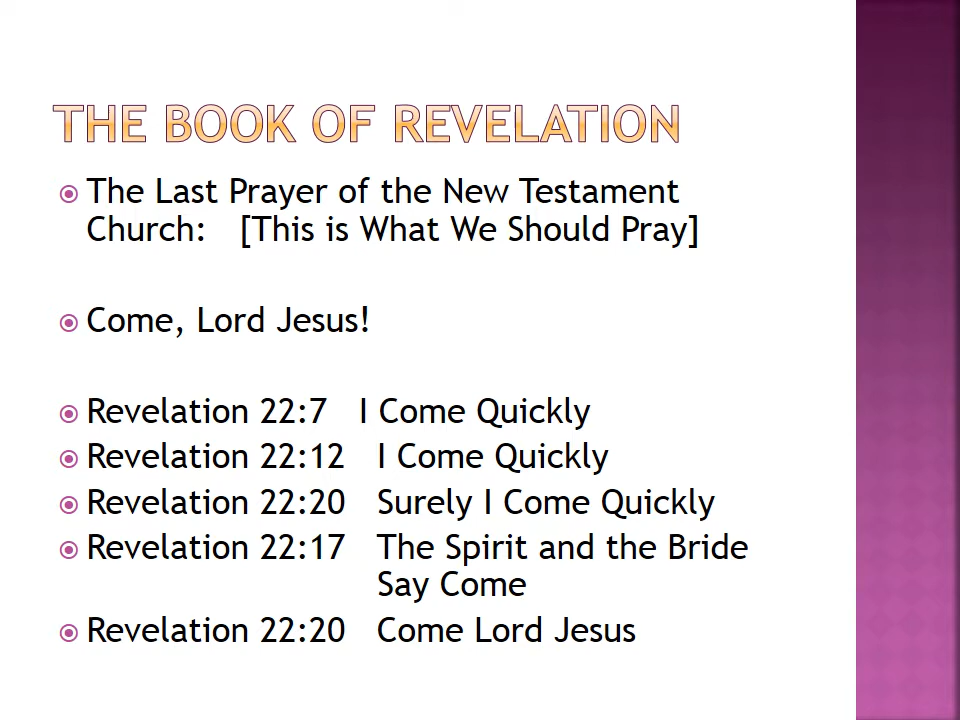 THE BOOK OF REVELATION
The Last Prayer of the New Testament
Church: [This is What We Should Pray]
Come, Lord Jesus!
Revelation 22:7 I Come Quickly
Revelation 22:12 I Come Quickly
Revelation 22:20 Surely I Come Quickly
Revelation 22:17 The Spirit and the Bride
Say Come
Revelation 22:20 Come Lord Jesus